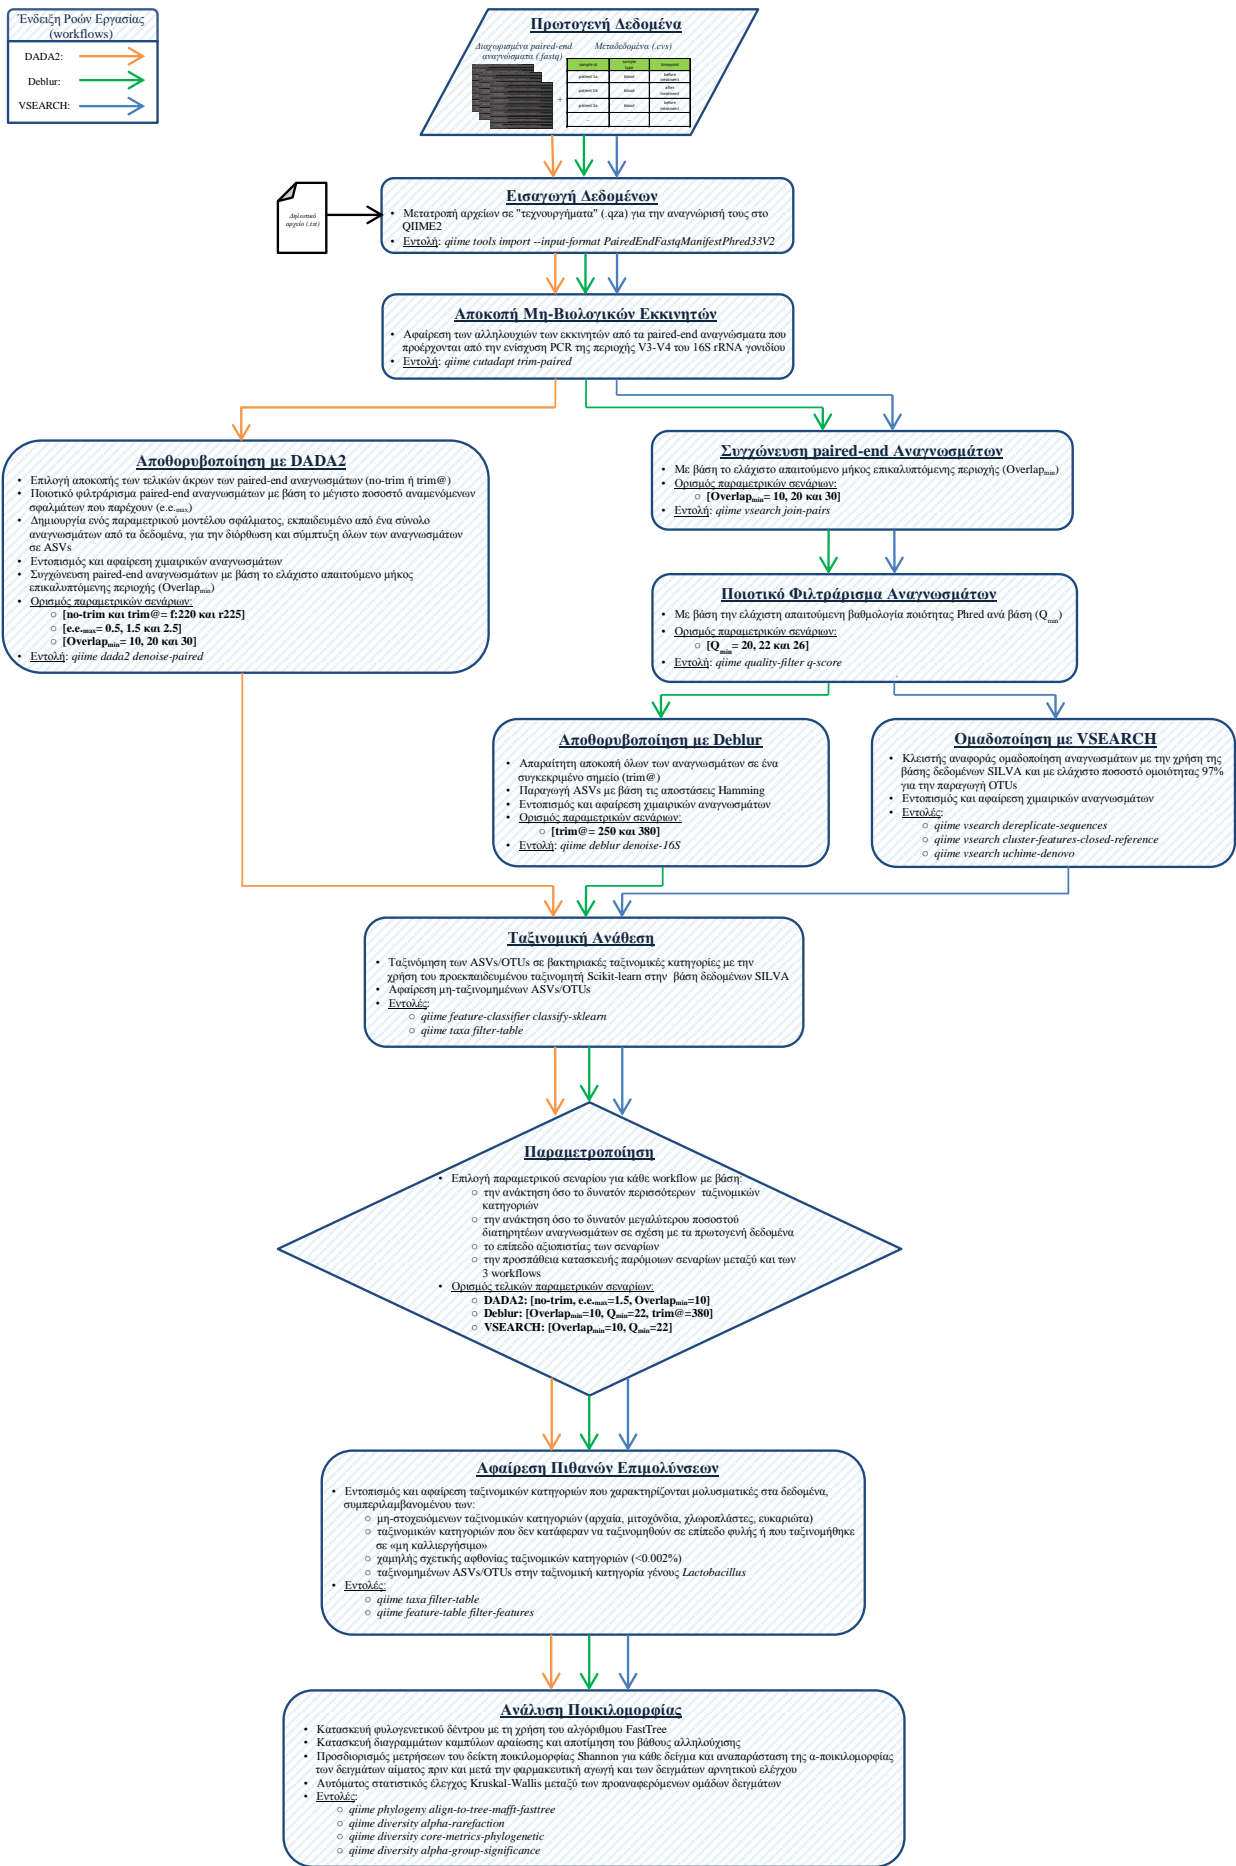 Ένδειξη Ροών Εργασίας
(workflows)
DADA2:
Deblur:
VSEARCH:
Πρωτογενή Δεδομένα
Διαχωρισμένα paired-end
αναγνώσματα (.fastq)
Μεταδεδομένα (.cvs)
+
sample id
sample
type
timepoint
patient 1a
blood
before
treatment
patient 1b
blood
after
treatment
patient 2a
blood
before
treatment
...
...
...
Δηλωτικό
αρχείο (.txt)
Εισαγωγή Δεδομένων
• Μετατροπή αρχείων σε "τεχνουργήματα" (.qza) για την αναγνώρισή τους στο
QIIME2
• Εντολή: qiime tools import --input-format PairedEndFastqManifestPhred33V2
Αποκοπή Μη-Βιολογικών Εκκινητών
• Αφαίρεση των αλληλουχιών των εκκινητών από τα paired-end αναγνώσματα που
προέρχονται από την ενίσχυση PCR της περιοχής V3-V4 του 16S rRNA γονιδίου
• Εντολή: qiime cutadapt trim-paired
Αποθορυβοποίηση με DADA2
• Επιλογή αποκοπής των τελικών άκρων των paired-end αναγνωσμάτων (no-trim ή trim@)
• Ποιοτικό φιλτράρισμα paired-end αναγνωσμάτων με βάση το μέγιστο ποσοστό αναμενόμενων
σφαλμάτων που παρέχουν (e.e.max)
• Δημιουργία ενός παραμετρικού μοντέλου σφάλματος, εκπαιδευμένο από ένα σύνολο
αναγνωσμάτων από τα δεδομένα, για την διόρθωση και σύμπτυξη όλων των αναγνωσμάτων
σε ASVs
• Εντοπισμός και αφαίρεση χιμαιρικών αναγνωσμάτων
• Συγχώνευση paired-end αναγνωσμάτων με βάση το ελάχιστο απαιτούμενο μήκος
επικαλυπτόμενης περιοχής (Overlapmin)
• Ορισμός παραμετρικών σενάριων:
○ [no-trim και trim@= f:220 και r225]
○ [e.e.max= 0.5, 1.5 και 2.5]
○ [Overlapmin= 10, 20 και 30]
• Εντολή: qiime dada2 denoise-paired
Συγχώνευση paired-end Αναγνωσμάτων
• Με βάση το ελάχιστο απαιτούμενο μήκος επικαλυπτόμενης περιοχής (Overlapmin)
• Ορισμός παραμετρικών σενάριων:
○ [Overlapmin= 10, 20 και 30]
• Εντολή: qiime vsearch join-pairs
Ποιοτικό Φιλτράρισμα Αναγνωσμάτων
• Με βάση την ελάχιστη απαιτούμενη βαθμολογία ποιότητας Phred ανά βάση (Qmin)
• Ορισμός παραμετρικών σενάριων:
○ [Qmin= 20, 22 και 26]
• Εντολή: qiime quality-filter q-score
Αποθορυβοποίηση με Deblur
• Απαραίτητη αποκοπή όλων των αναγνωσμάτων σε ένα
συγκεκριμένο σημείο (trim@)
• Παραγωγή ASVs με βάση τις αποστάσεις Hamming
• Εντοπισμός και αφαίρεση χιμαιρικών αναγνωσμάτων
• Ορισμός παραμετρικών σενάριων:
○ [trim@= 250 και 380]
• Εντολή: qiime deblur denoise-16S
Ομαδοποίηση με VSEARCH
• Κλειστής αναφοράς ομαδοποίηση αναγνωσμάτων με την χρήση της
βάσης δεδομένων SILVA και με ελάχιστο ποσοστό ομοιότητας 97%
για την παραγωγή OTUs
• Εντοπισμός και αφαίρεση χιμαιρικών αναγνωσμάτων
• Εντολές:
○ qiime vsearch dereplicate-sequences
○ qiime vsearch cluster-features-closed-reference
○ qiime vsearch uchime-denovo
Ταξινομική Ανάθεση
• Ταξινόμηση των ASVs/OTUs σε βακτηριακές ταξινομικές κατηγορίες με την
χρήση του προεκπαιδευμένου ταξινομητή Scikit-learn στην βάση δεδομένων SILVA
• Αφαίρεση μη-ταξινομημένων ASVs/OTUs
• Εντολές:
○ qiime feature-classifier classify-sklearn
○ qiime taxa filter-table
Παραμετροποίηση
• Επιλογή παραμετρικού σεναρίου για κάθε workflow με βάση:
○ την ανάκτηση όσο το δυνατόν περισσότερων ταξινομικών
κατηγοριών
○ την ανάκτηση όσο το δυνατόν μεγαλύτερου ποσοστού
διατηρητέων αναγνωσμάτων σε σχέση με τα πρωτογενή δεδομένα
○ το επίπεδο αξιοπιστίας των σεναρίων
○ την προσπάθεια κατασκευής παρόμοιων σεναρίων μεταξύ και των
3 workflows
• Ορισμός τελικών παραμετρικών σεναρίων:
○ DADA2: [no-trim, e.e.max=1.5, Overlapmin=10]
○ Deblur: [Overlapmin=10, Qmin=22, trim@=380]
○ VSEARCH: [Overlapmin=10, Qmin=22]
Αφαίρεση Πιθανών Επιμολύνσεων
• Εντοπισμός και αφαίρεση ταξινομικών κατηγοριών που χαρακτηρίζονται μολυσματικές στα δεδομένα,
συμπεριλαμβανομένου των:
○ μη-στοχευόμενων ταξινομικών κατηγοριών (αρχαία, μιτοχόνδια, χλωροπλάστες, ευκαριώτα)
○ ταξινομικών κατηγοριών που δεν κατάφεραν να ταξινομηθούν σε επίπεδο φυλής ή που ταξινομήθηκε
σε «μη καλλιεργήσιμο»
○ χαμηλής σχετικής αφθονίας ταξινομικών κατηγοριών (<0.002%)
○ ταξινομημένων ASVs/OTUs στην ταξινομική κατηγορία γένους Lactobacillus
• Εντολές:
○ qiime taxa filter-table
○ qiime feature-table filter-features
Ανάλυση Ποικιλομορφίας
• Κατασκευή φυλογενετικού δέντρου με τη χρήση του αλγόριθμου FastTree
• Κατασκευή διαγραμμάτων καμπύλων αραίωσης και αποτίμηση του βάθους αλληλούχισης
• Προσδιορισμός μετρήσεων του δείκτη ποικιλομορφίας Shannon για κάθε δείγμα και αναπαράσταση της α-ποικιλομορφίας
των δειγμάτων αίματος πριν και μετά την φαρμακευτική αγωγή και των δειγμάτων αρνητικού ελέγχου
• Αυτόματος στατιστικός έλεγχος Kruskal-Wallis μεταξύ των προαναφερόμενων ομάδων δειγμάτων
• Εντολές:
○ qiime phylogeny align-to-tree-mafft-fasttree
○ qiime diversity alpha-rarefaction
○ qiime diversity core-metrics-phylogenetic
○ qiime diversity alpha-group-significance